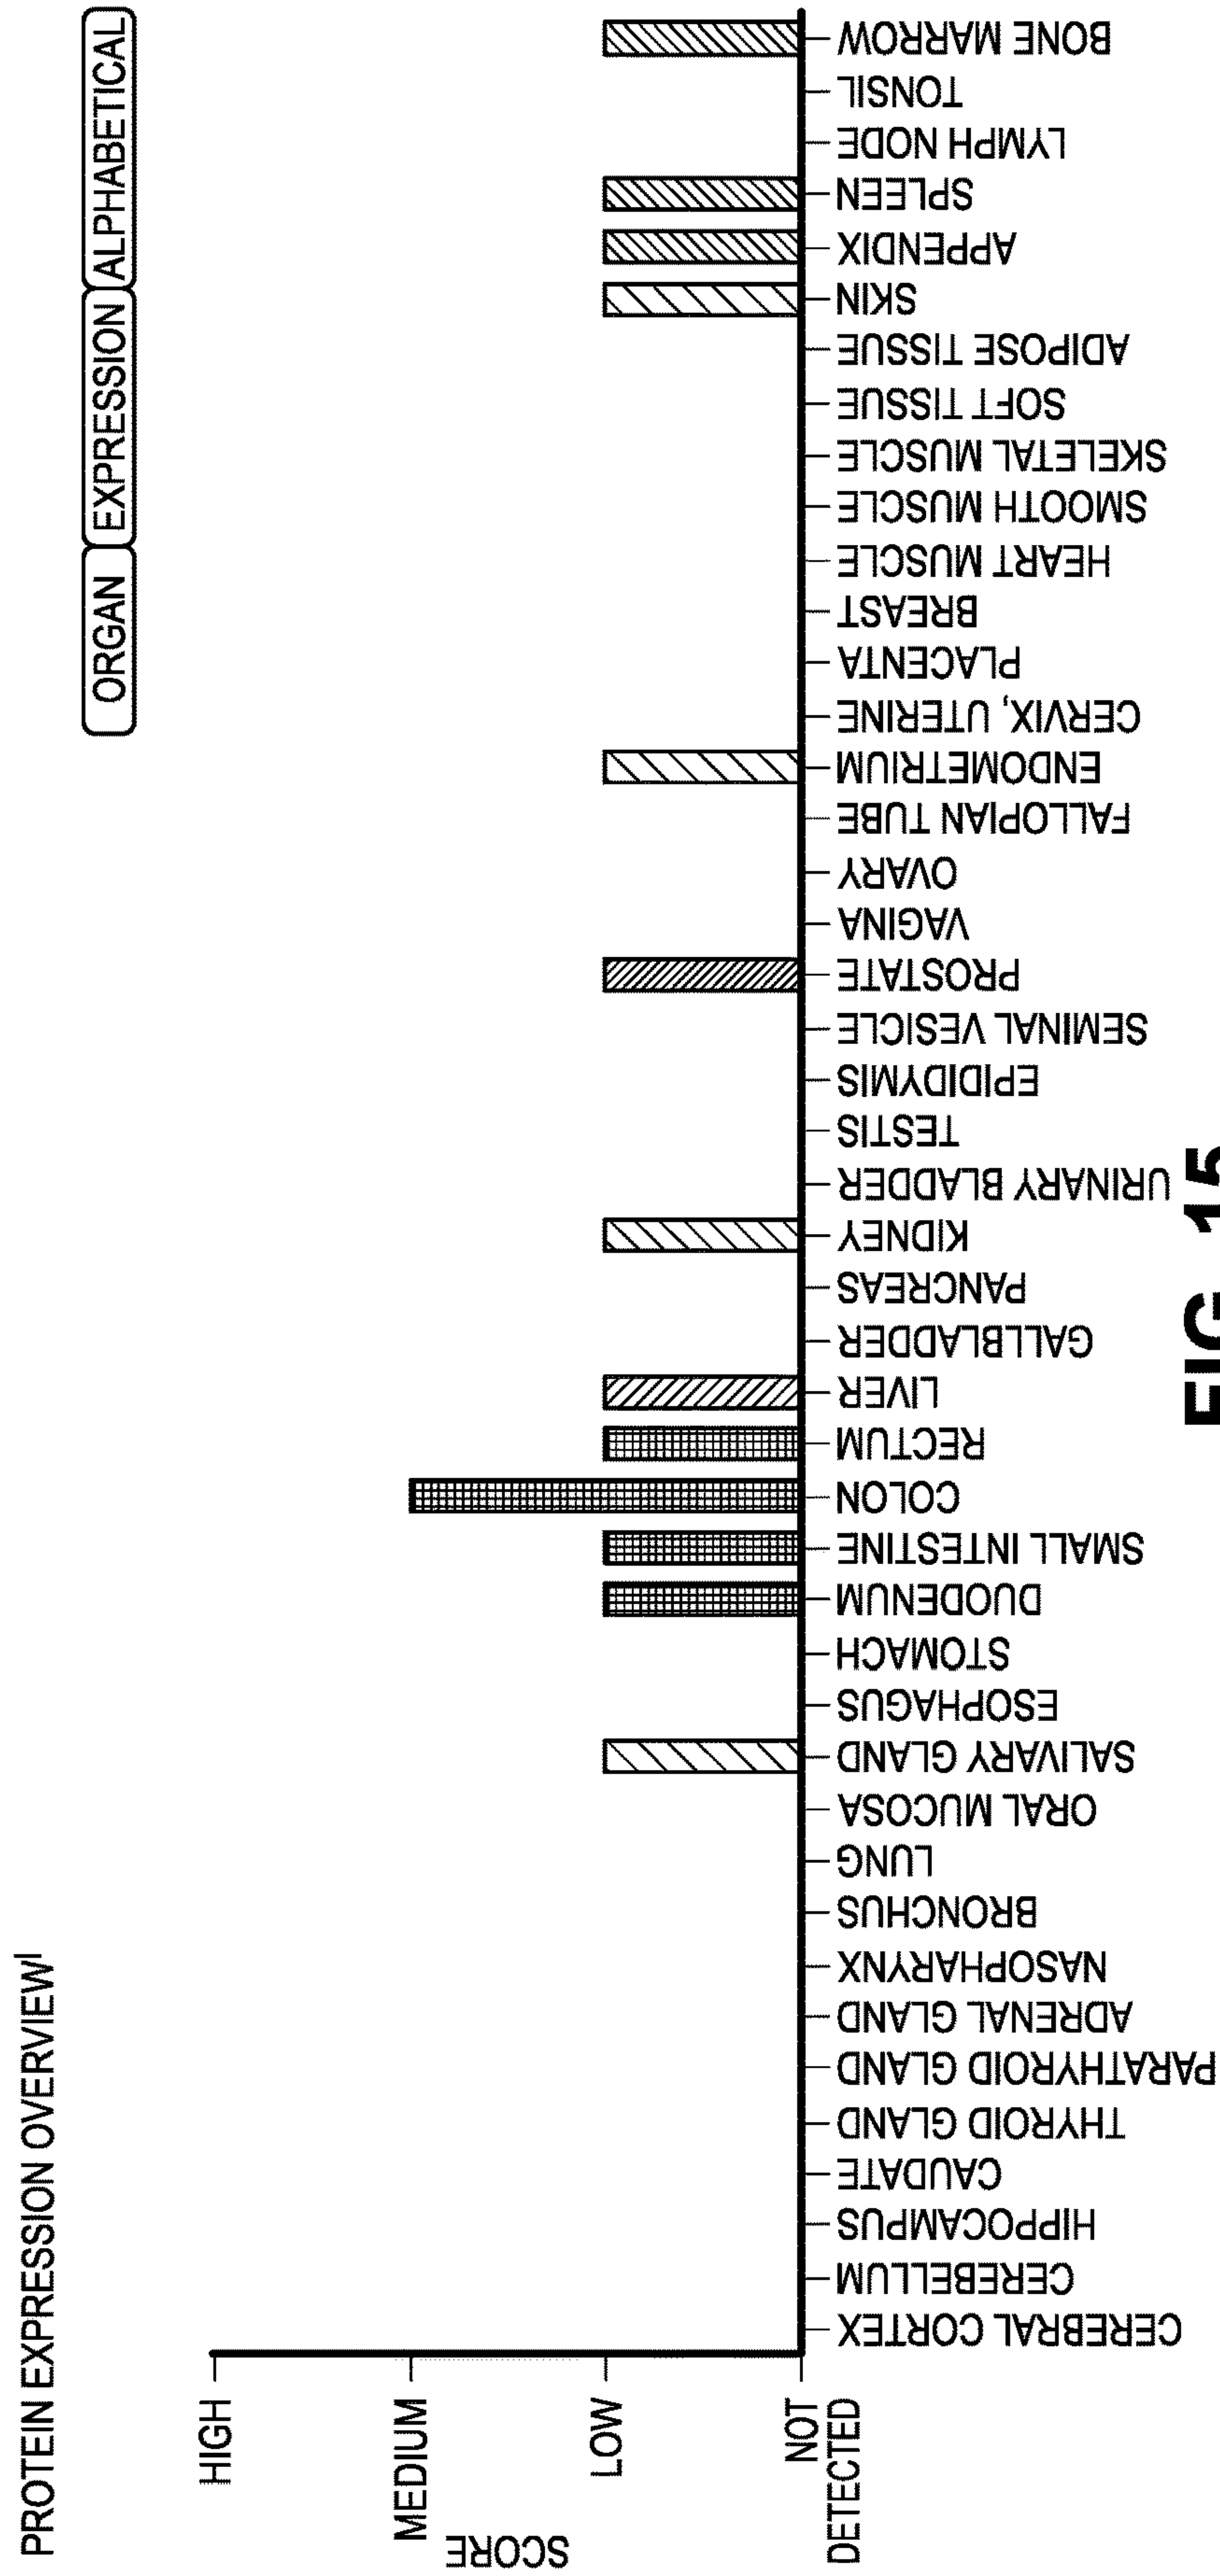 PROTEIN EXPRESSION OVERVIEWI
ORGAN EXPRESSION ALPHABETICAL
HIGH
MEDIUM
LOW
NOT
DETECTED
SCORE
CEREBRAL CORTEX
CEREBELLUM
HIPPOCAMPUS
CAUDATE
THYROID GLAND
PARATHYROID GLAND
ADRENAL GLAND
NASOPHARYNX
BRONCHUS
LUNG
ORAL MUCOSA
SALIVARY GLAND
ESOPHAGUS
STOMACH
DUODENUM
SMALL INTESTINE
COLON
RECTUM
LIVER
GALLBLADDER
PANCREAS
KIDNEY
URINARY BLADDER
TESTIS
EPIDIDYMIS
SEMINAL VESICLE
PROSTATE
VAGINA
OVARY
FALLOPIAN TUBE
ENDOMETRIUM
CERVIX, UTERINE
PLACENTA
BREAST
HEART MUSCLE
SMOOTH MUSCLE
SKELETAL MUSCLE
SOFT TISSUE
ADIPOSE TISSUE
SKIN
APPENDIX
SPLEEN
LYMPH NODE
TONSIL
BONE MARROW
FIG. 15